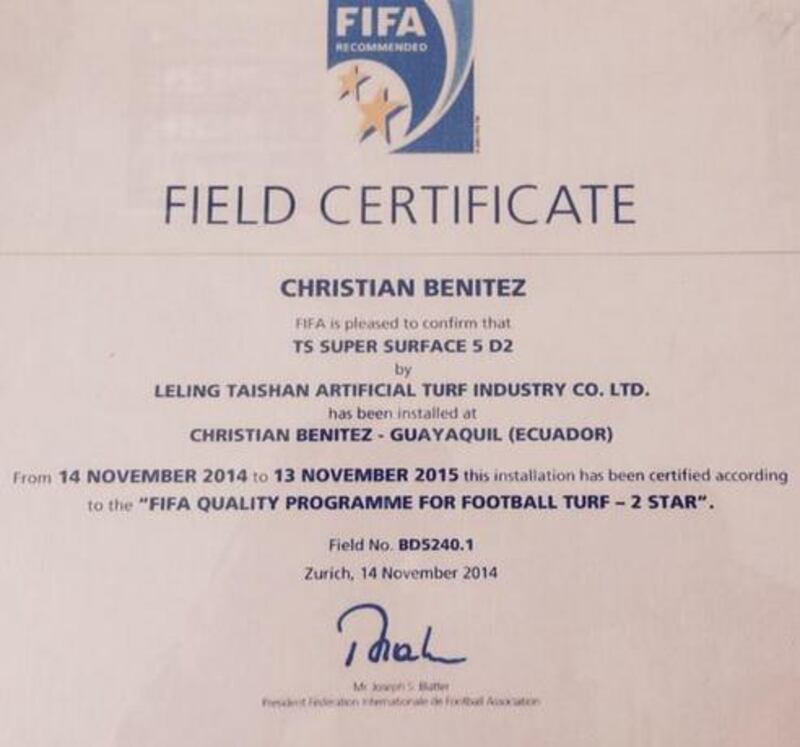 FIFA
RECOMMENDED
FIELD CERTIFICATE
CHRISTIAN BENITEZ
FIFA is pleased to confirm that
TS SUPER SURFACE 5 D2
by
LELING TAISHAN ARTIFICIAL TURF INDUSTRY CO. LTD.
has been installed at
CHRISTIAN BENITEZ - GUAYAQUIL (ECUADOR)
From 14 NOVEMBER 2014 to 13 NOVEMBER 2015 this installation has been certified according
to the "FIFA QUALITY PROGRAMME FOR FOOTBALL TURF – 2 STAR".
Field No. BD5240.1
Zurich, 14 November 2014
Mr. Joseph S. Blatter
President Fédération Internationale de Football Association